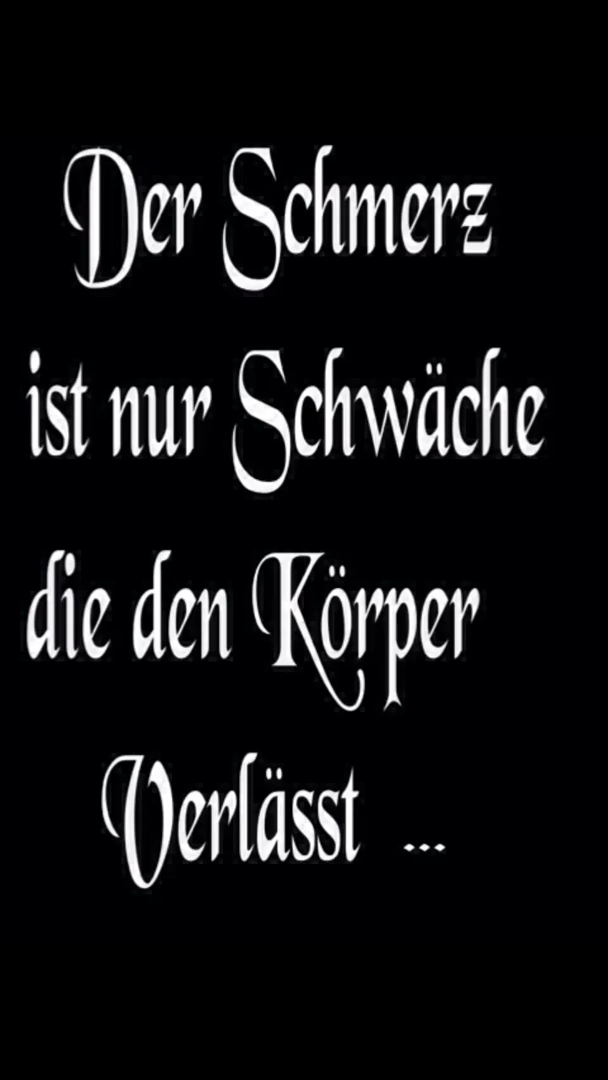 Der Schmerz
ist nur Schwäche
die den Körper
Verlässt ...